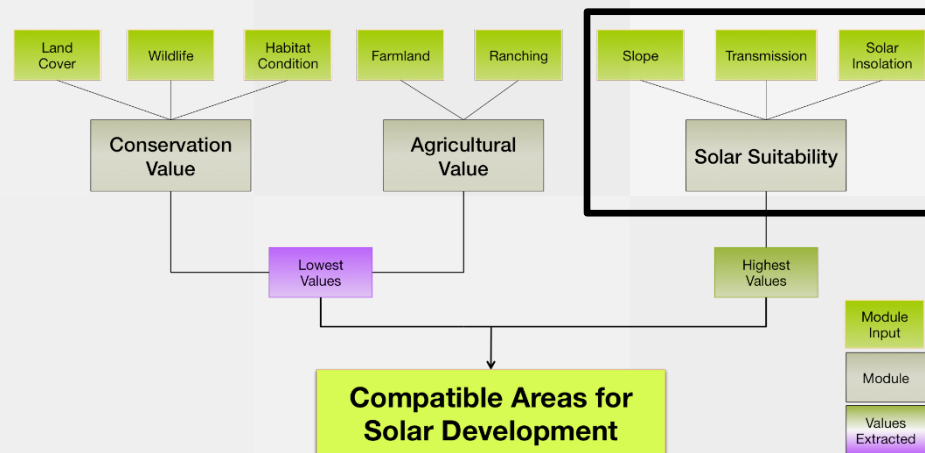 Land
Cover
Wildlife
Habitat
Condition
Farmland
Ranching
Slope
Transmission
Solar
Insolation
Conservation
Value
Agricultural
Value
Solar Suitability
Lowest
Values
Highest
Values
Compatible Areas for
Solar Development
Module
Input
Module
Values
Extracted